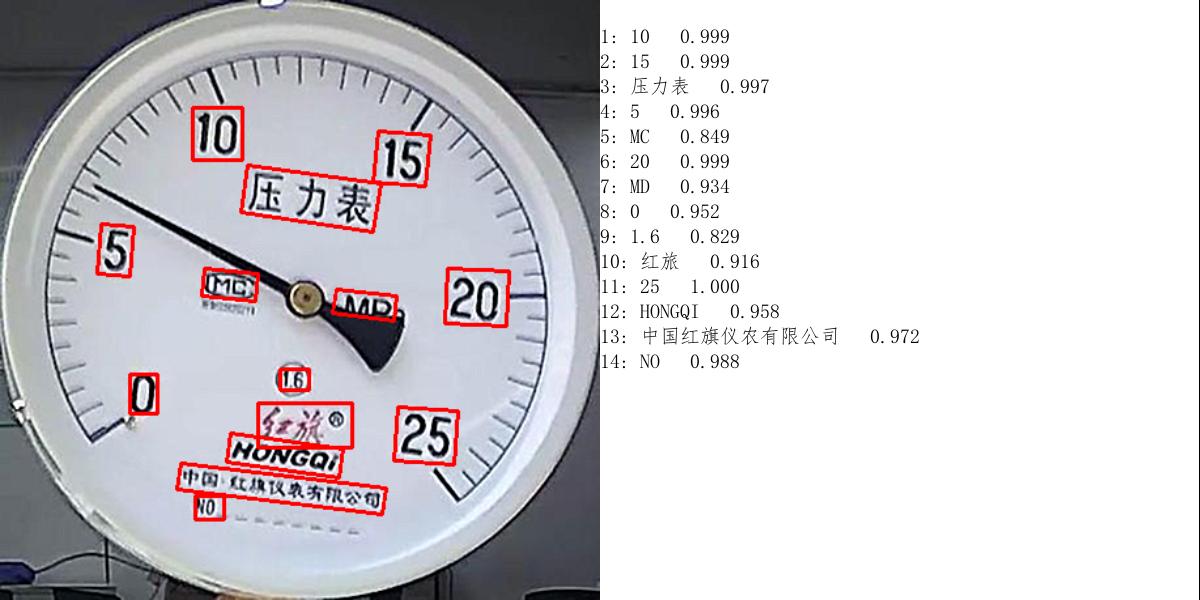 10
15
压力表
5
MC
20
0
1.6
红旗®
25
HONGQi
中国·红旗仪表有限公司
NO.
1: 10 0.999
2: 15 0.999
3: 压力表 0.997
4: 5 0.996
5: MC 0.849
6: 20 0.999
7: MD 0.934
8: 0 0.952
9: 1.6 0.829
10: 红旅 0.916
11: 25 1.000
12: HONGQI 0.958
13: 中国红旗仪农有限公司 0.972
14: NO 0.988